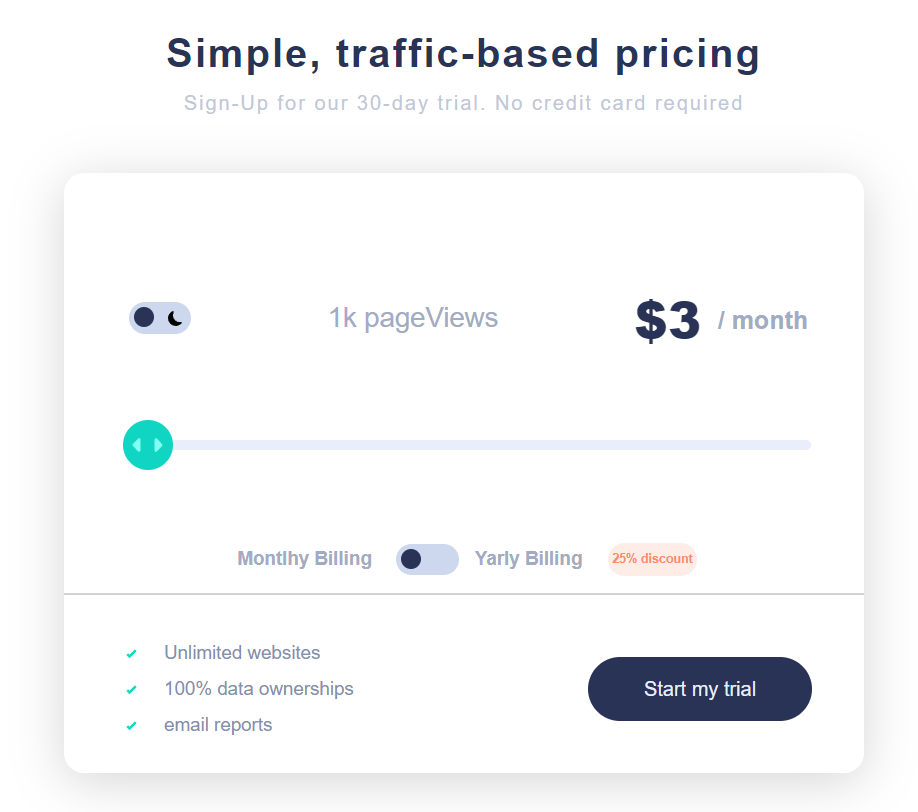 Simple, traffic-based pricing
Sign-Up for our 30-day trial. No credit card required
1k pageViews
$3 / month
Montlhy Billing
Yarly Billing
25% discount
Unlimited websites
100% data ownerships
email reports
Start my trial